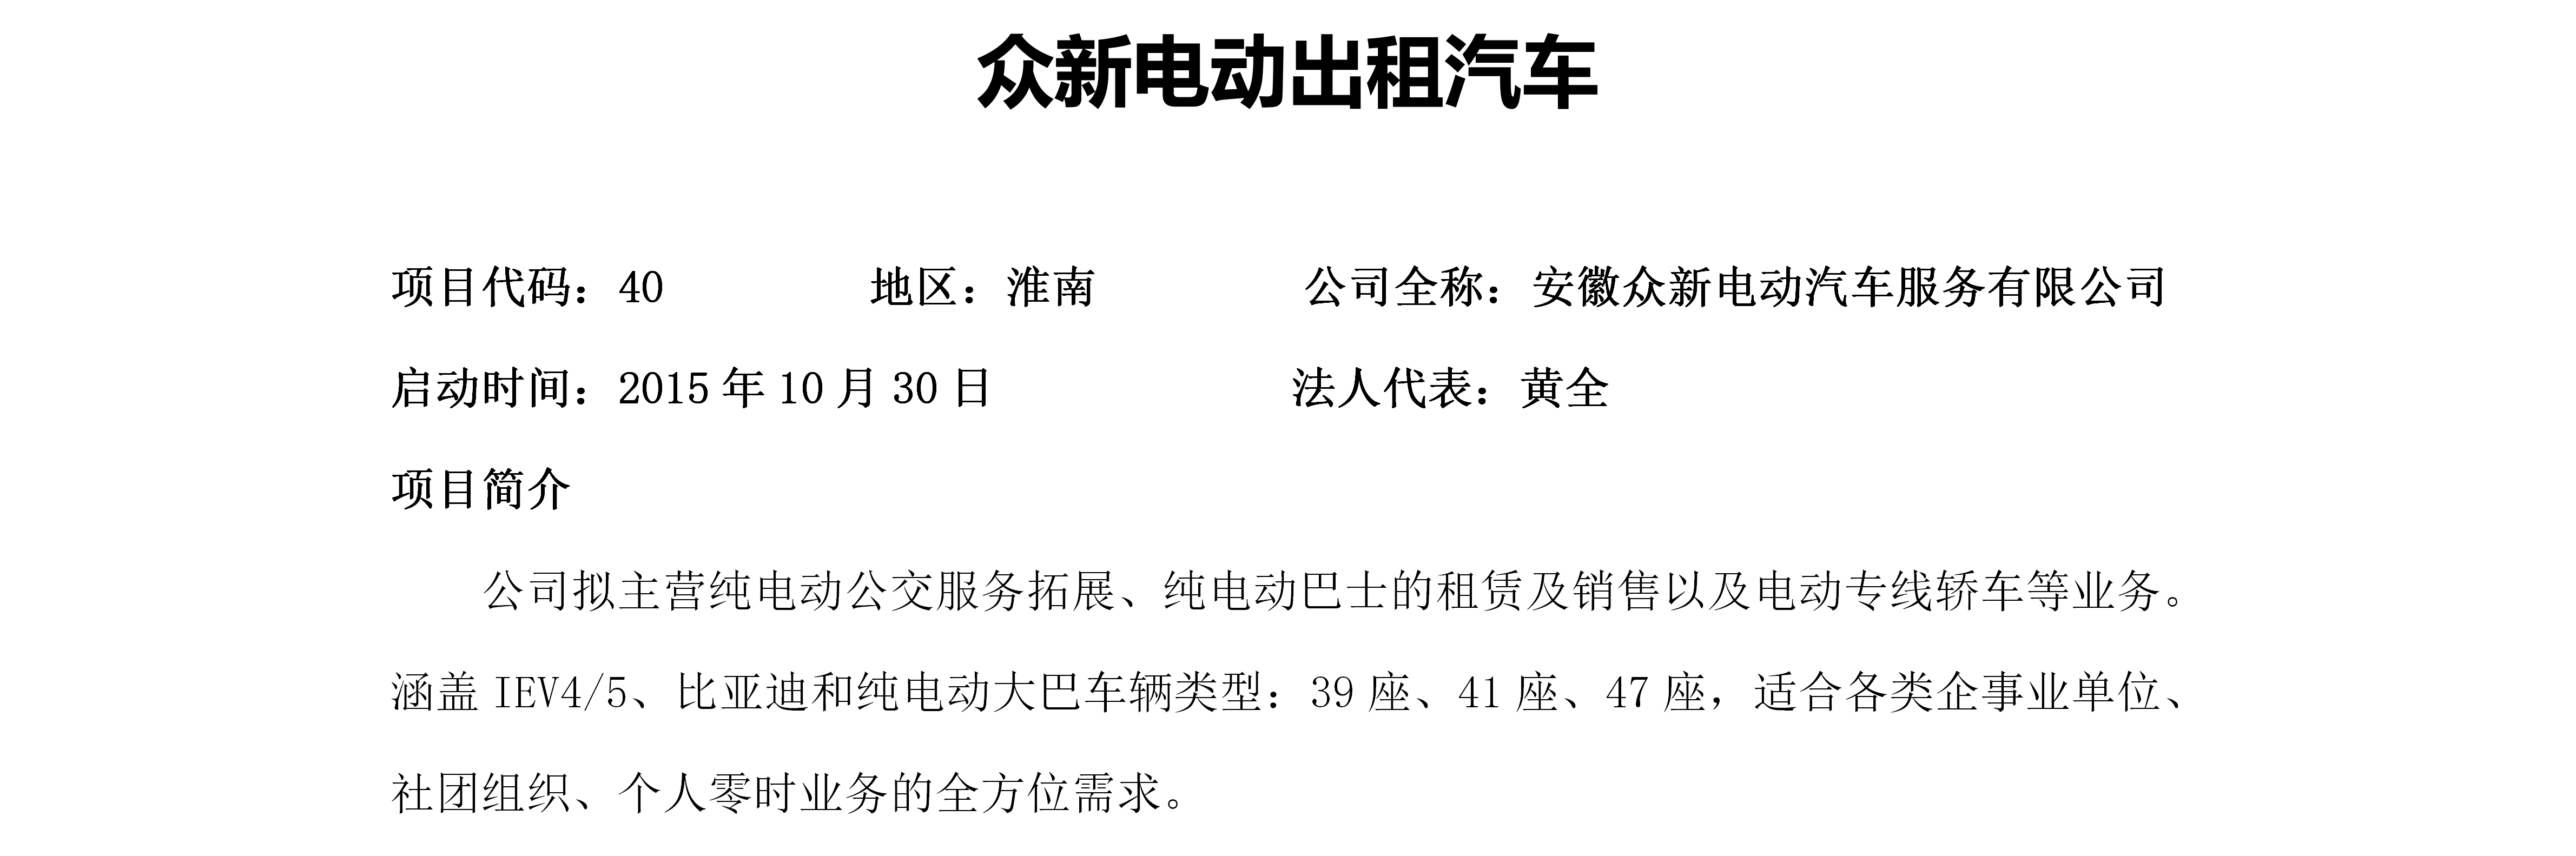 众新电动出租汽车
项目代码：40 地区：淮南 公司全称：安徽众新电动汽车服务有限公司
启动时间：2015 年 10 月 30 日 法人代表：黄全
项目简介
公司拟主营纯电动公交服务拓展、纯电动巴士的租赁及销售以及电动专线轿车等业务。
涵盖 IEV4/5、比亚迪和纯电动大巴车辆类型：39 座、41 座、47 座，适合各类企事业单位、
社团组织、个人零时业务的全方位需求。